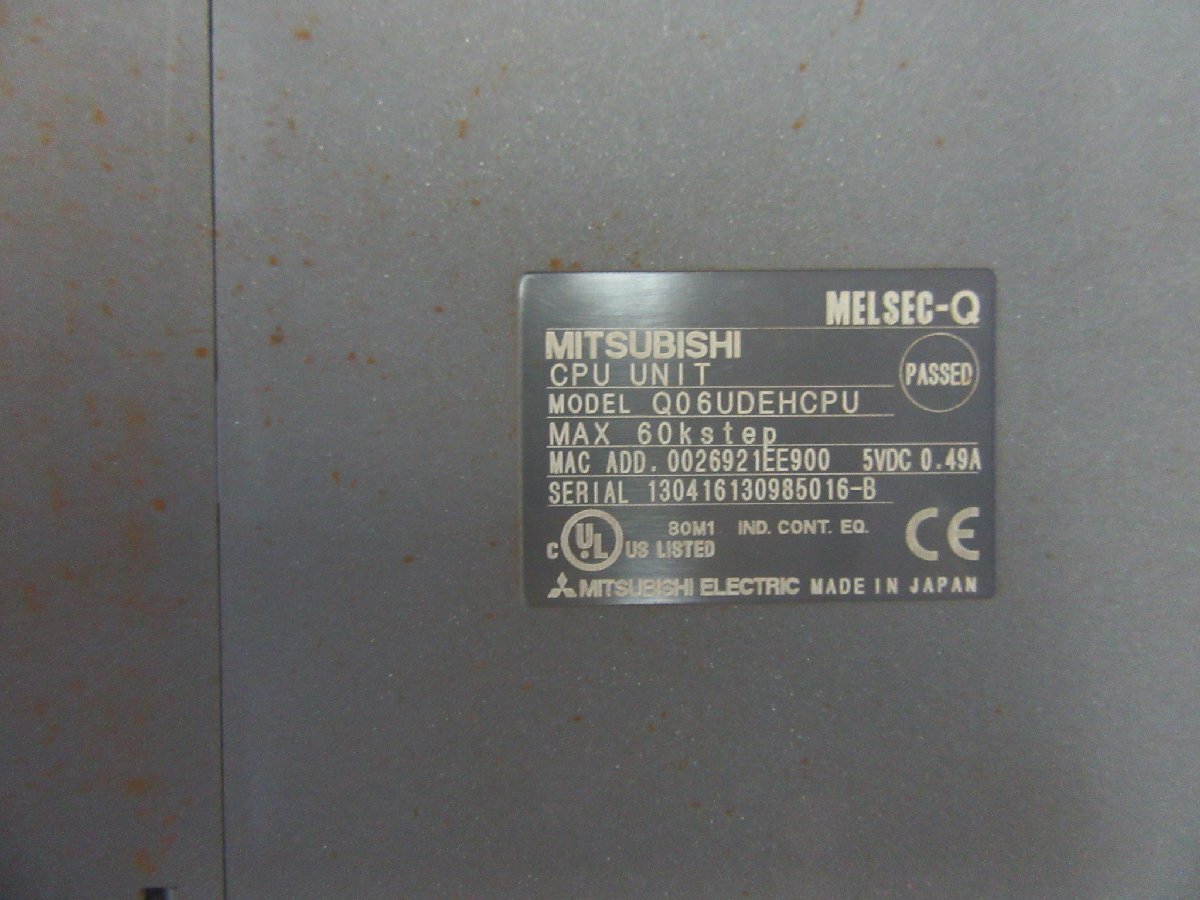 MELSEC-Q
MITSUBISHI
CPU UNIT
PASSED
MODEL Q06UDEHCPU
MAX 60kstep
MAC ADD. 0026921EE900 5VDC 0.49A
SERIAL 130416130985016-B
80M1 IND. CONT. EQ.
C UL US LISTED CE
MITSUBISHI ELECTRIC MADE IN JAPAN